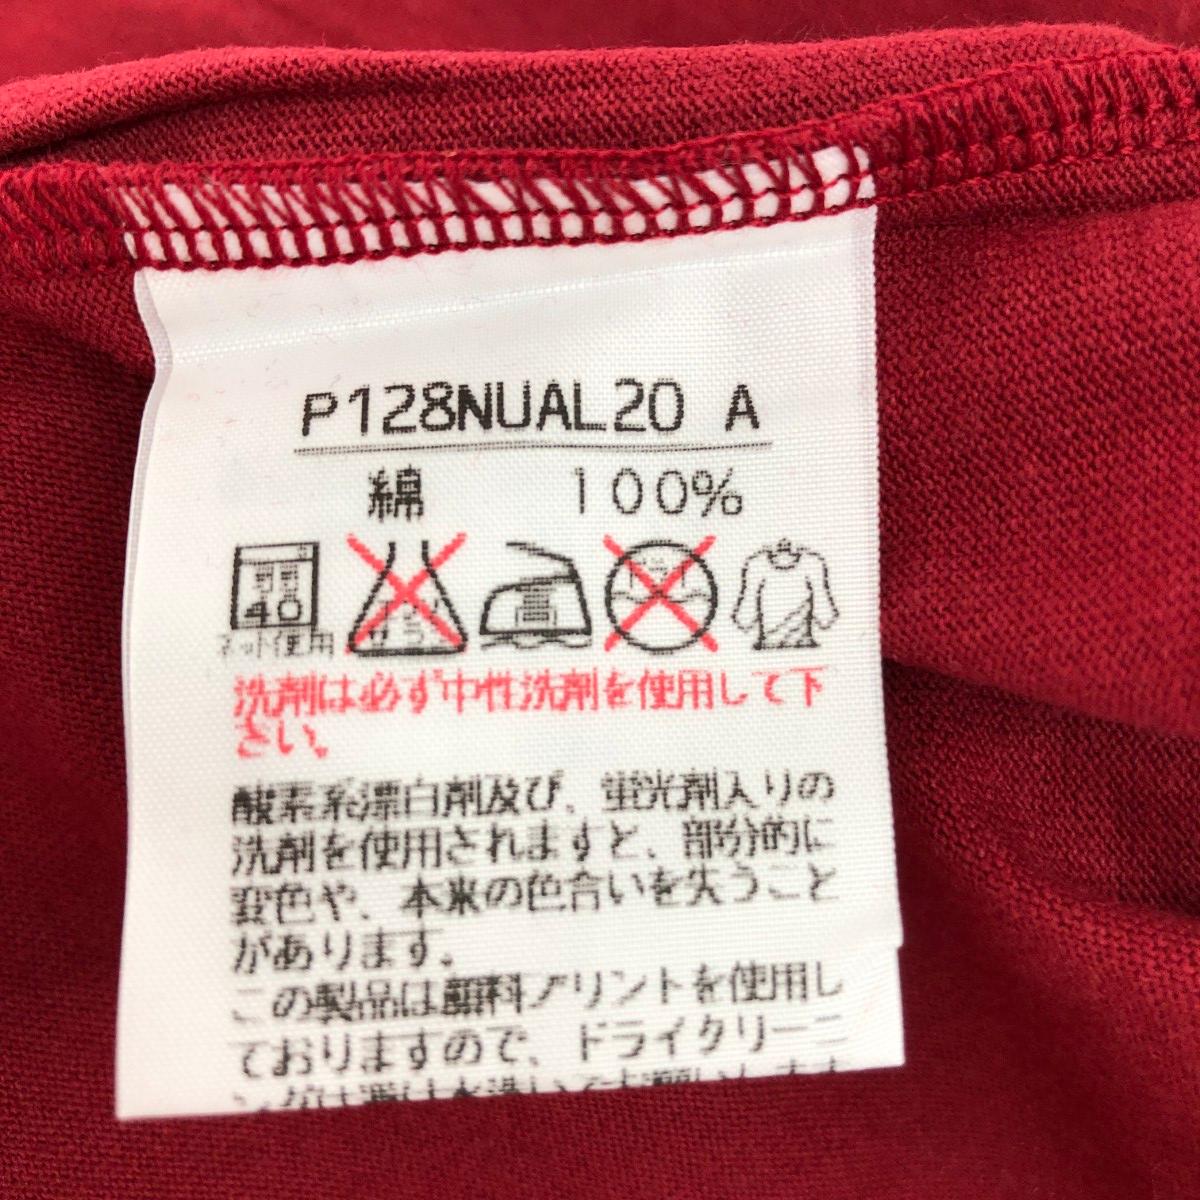 P128NUAL20 A
綿 100%
40
ネット使用
洗剤は必ず中性洗剤を使用して下
さい。
酸素系漂白剤及び、蛍光剤入りの
洗剤を使用されますと、部分的に
変色や、本来の色合いを失うこと
があります。
この製品は顔料プリントを使用し
ておりますので、ドライクリーニ